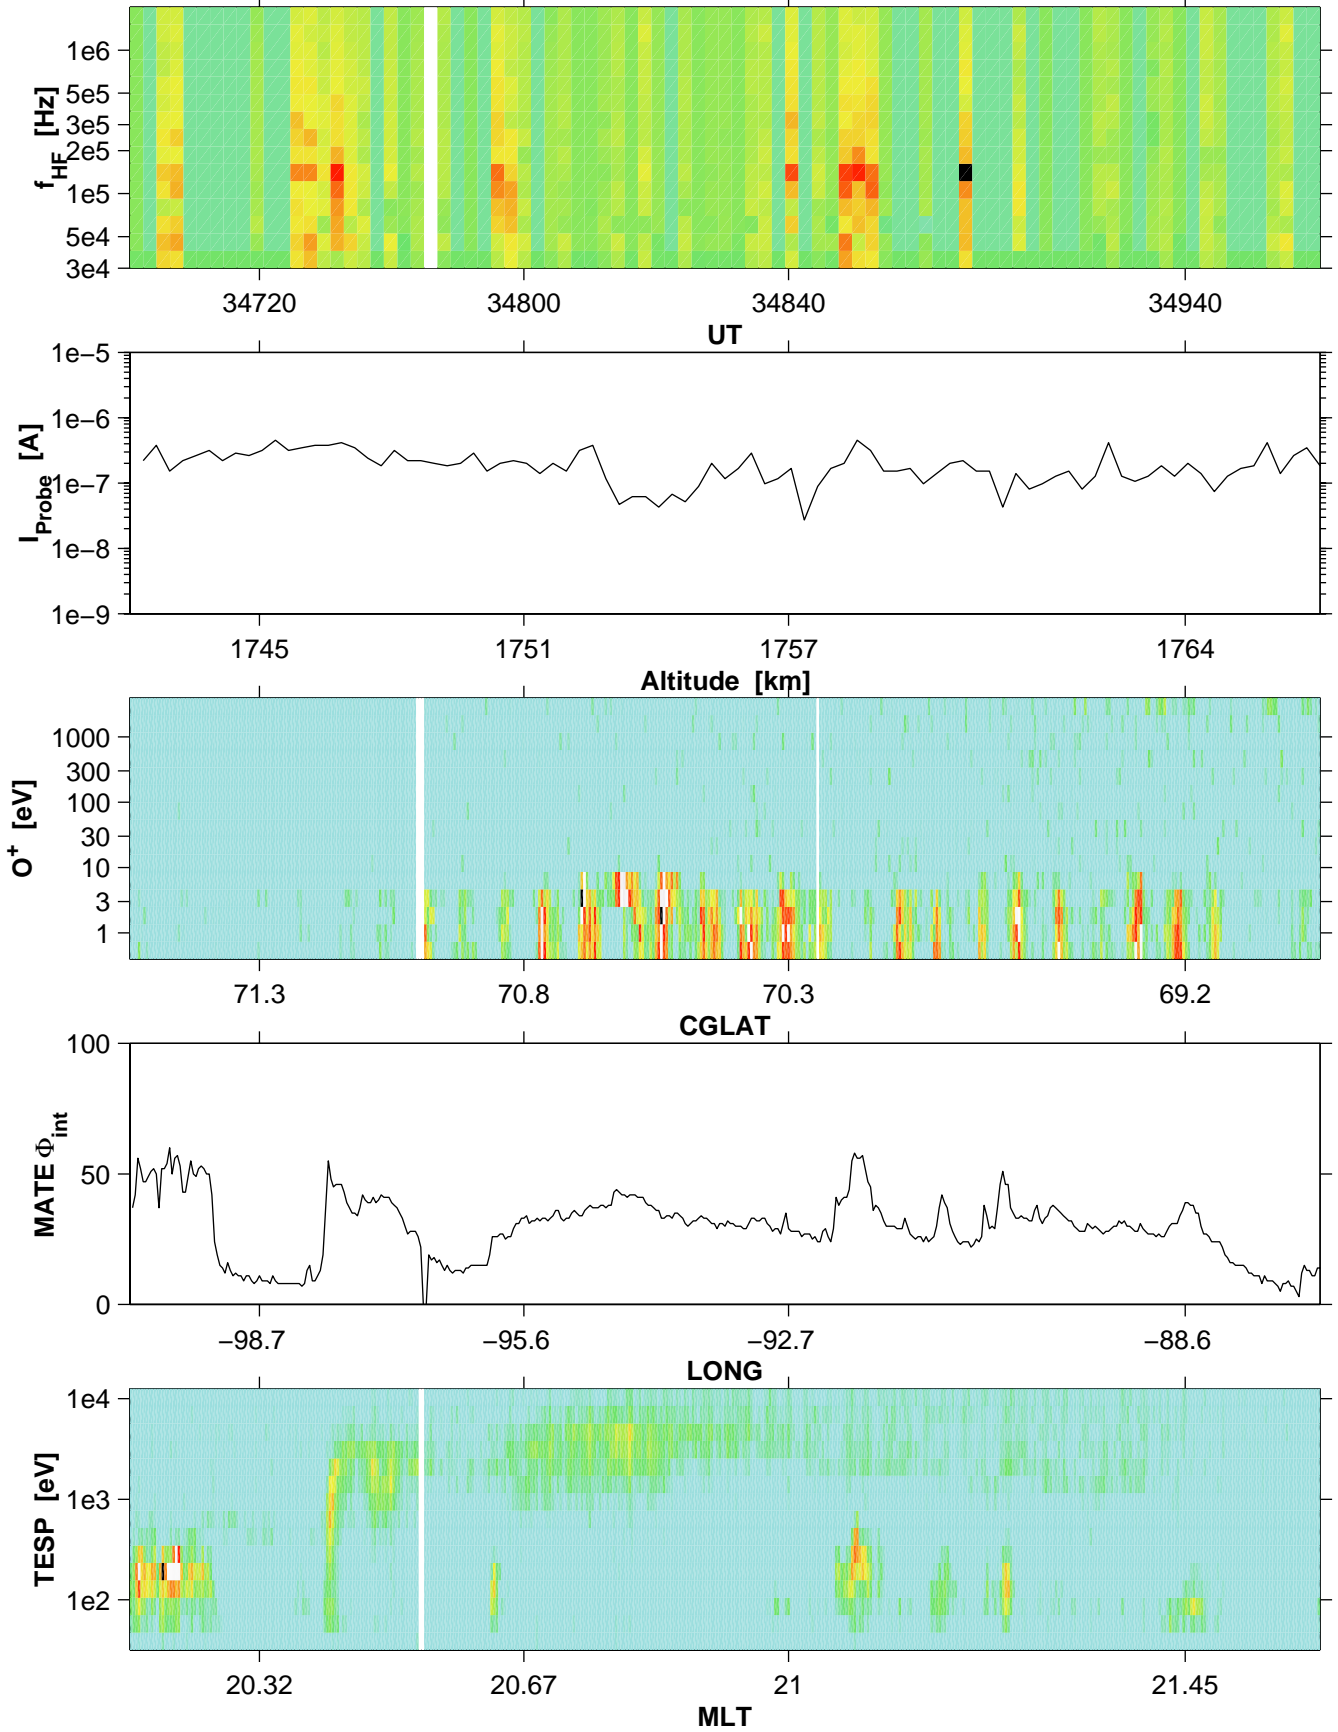 1e6
5e5
3e5
2e5
1e5
5e4
3e4
f_HF [Hz]
34720 34800 34840 34940
UT
1e−5
1e−6
1e−7
1e−8
1e−9
I_Probe [A]
1745 1751 1757 1764
Altitude [km]
1000
300
100
30
10
3
1
O⁺ [eV]
71.3 70.8 70.3 69.2
CGLAT
100
50
0
MATE Φ_int
−98.7 −95.6 −92.7 −88.6
LONG
1e4
1e3
1e2
TESP [eV]
20.32 20.67 21 21.45
MLT